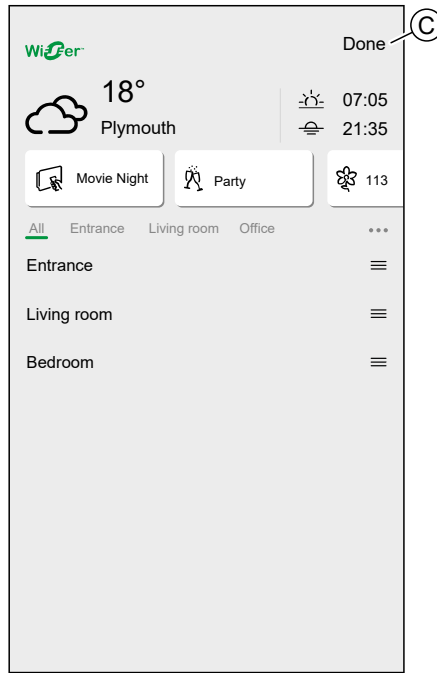 C
Wiser
Done
18°
Plymouth
07:05
21:35
Movie Night
Party
113
All Entrance Living room Office
Entrance
Living room
Bedroom